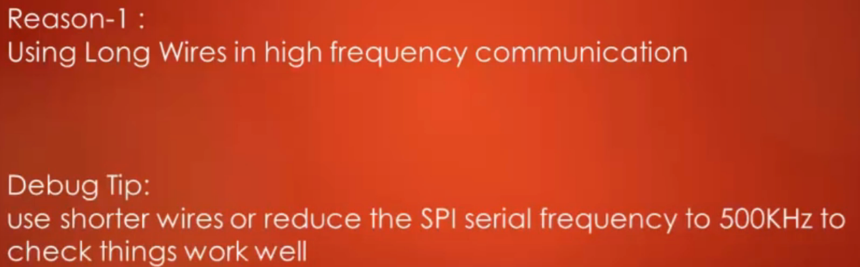 Reason-1 :
Using Long Wires in high frequency communication
Debug Tip:
use shorter wires or reduce the SPI serial frequency to 500KHz to
check things work well